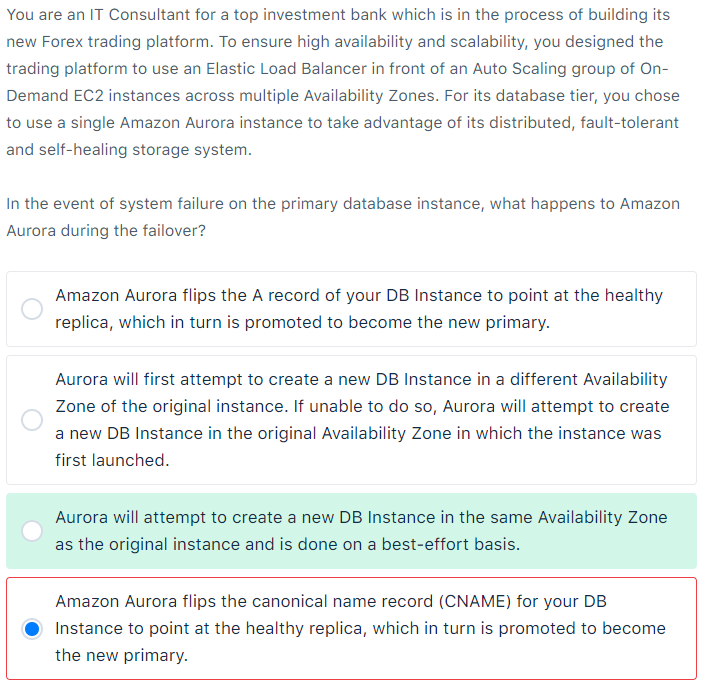 You are an IT Consultant for a top investment bank which is in the process of building its
new Forex trading platform. To ensure high availability and scalability, you designed the
trading platform to use an Elastic Load Balancer in front of an Auto Scaling group of On-
Demand EC2 instances across multiple Availability Zones. For its database tier, you chose
to use a single Amazon Aurora instance to take advantage of its distributed, fault-tolerant
and self-healing storage system.
In the event of system failure on the primary database instance, what happens to Amazon
Aurora during the failover?
Amazon Aurora flips the A record of your DB Instance to point at the healthy
replica, which in turn is promoted to become the new primary.
Aurora will first attempt to create a new DB Instance in a different Availability
Zone of the original instance. If unable to do so, Aurora will attempt to create
a new DB Instance in the original Availability Zone in which the instance was
first launched.
Aurora will attempt to create a new DB Instance in the same Availability Zone
as the original instance and is done on a best-effort basis.
Amazon Aurora flips the canonical name record (CNAME) for your DB
Instance to point at the healthy replica, which in turn is promoted to become
the new primary.